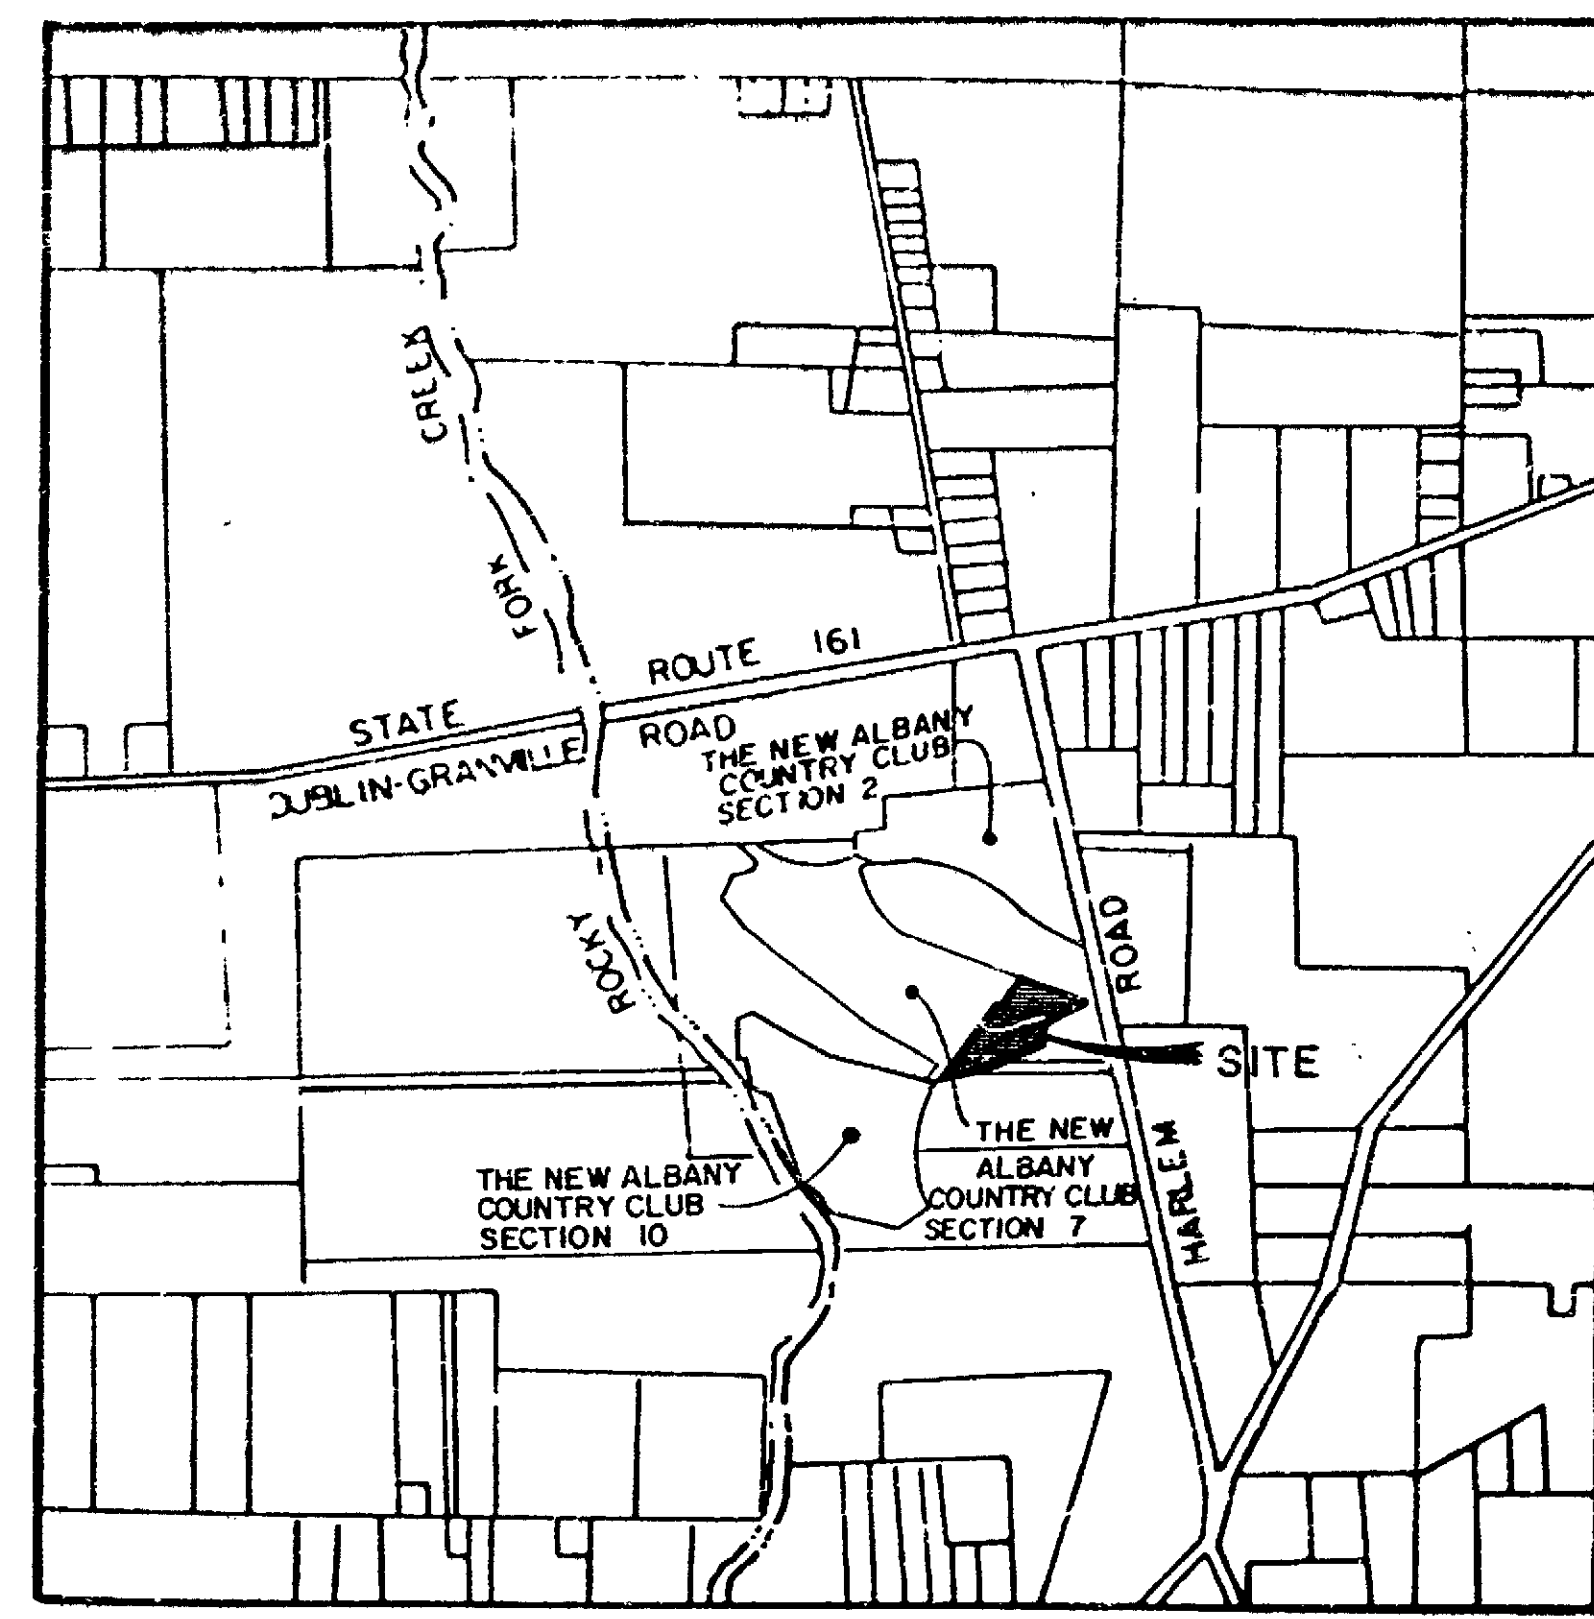 CREEK
FORK
ROCKY
STATE ROUTE 161
DUBLIN-GRANVILLE ROAD
THE NEW ALBANY
COUNTRY CLUB
SECTION 2
ROAD
HARLEM
SITE
THE NEW
ALBANY
COUNTRY CLUB
SECTION 7
THE NEW ALBANY
COUNTRY CLUB
SECTION 10